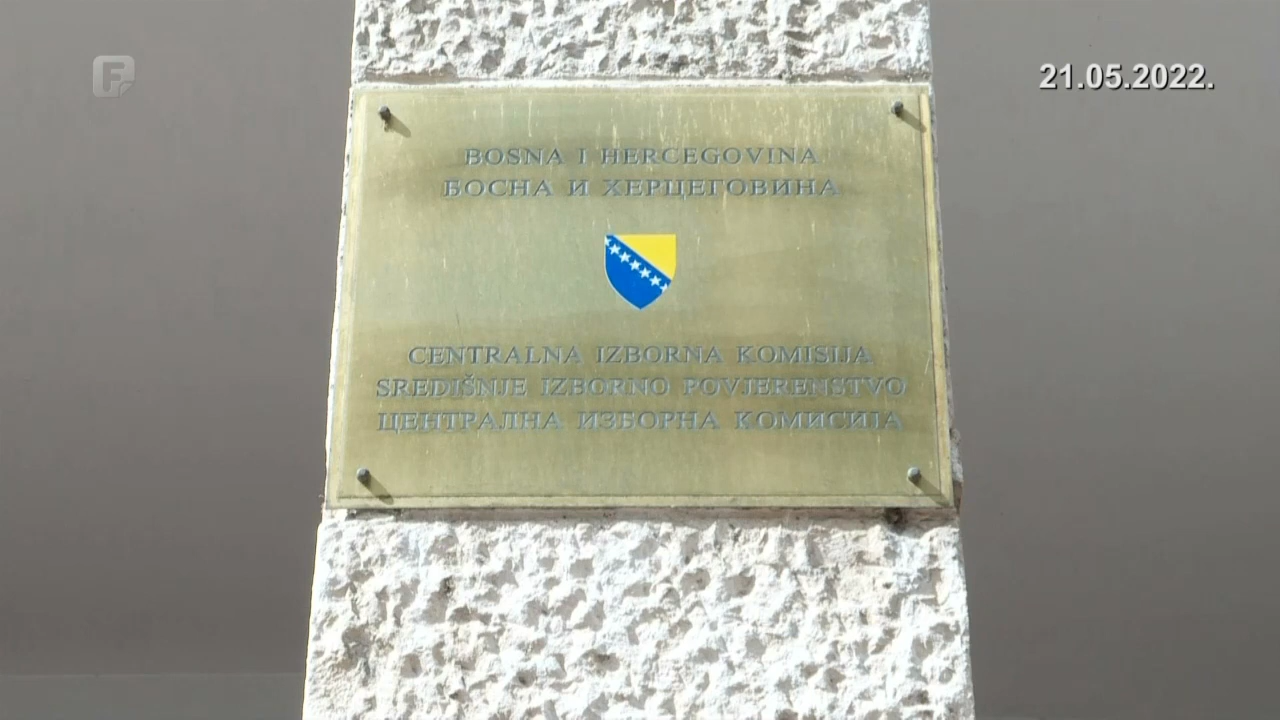 F
21.05.2022.
BOSNA I HERCEGOVINA
БОСНА И ХЕРЦЕГОВИНА
CENTRALNA IZBORNA KOMISIJA
SREDIŠNJE IZBORNO POVJERENSTVO
ЦЕНТРАЛНА ИЗБОРНА КОМИСИЈА